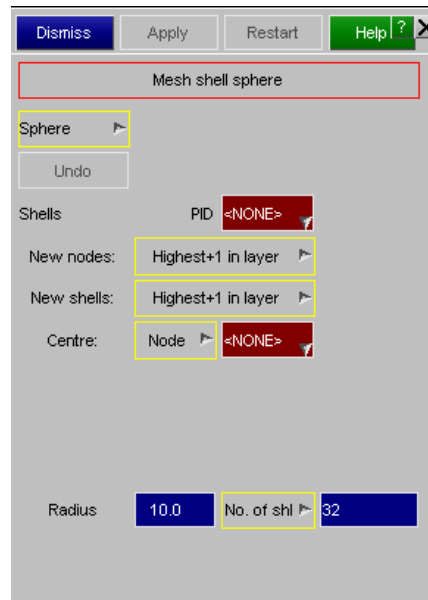 Dismiss Apply Restart Help ? X
Mesh shell sphere
Sphere
Undo
Shells PID <NONE>
New nodes: Highest+1 in layer
New shells: Highest+1 in layer
Centre: Node <NONE>
Radius 10.0 No. of shl 32